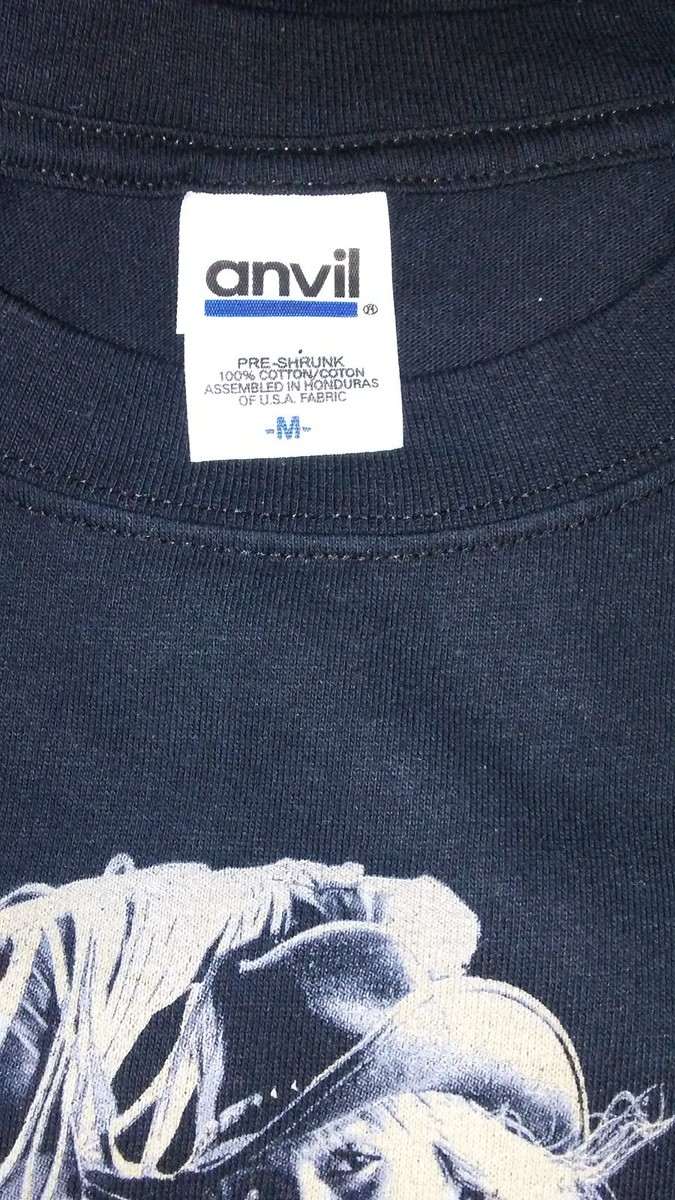 anvil®
PRE-SHRUNK
100% COTTON/COTON
ASSEMBLED IN HONDURAS
OF U.S.A. FABRIC
-M-